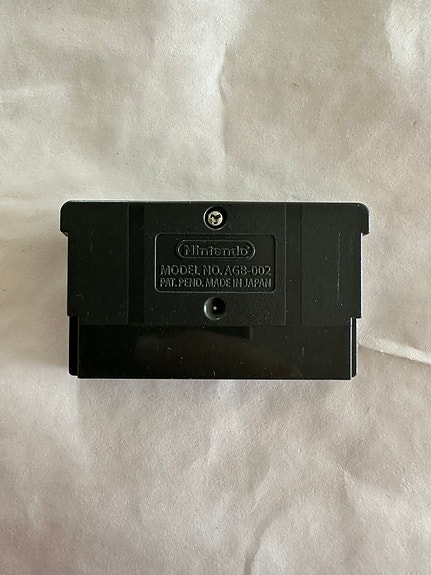 Nintendo
MODEL NO. AGB-002
PAT. PEND. MADE IN JAPAN